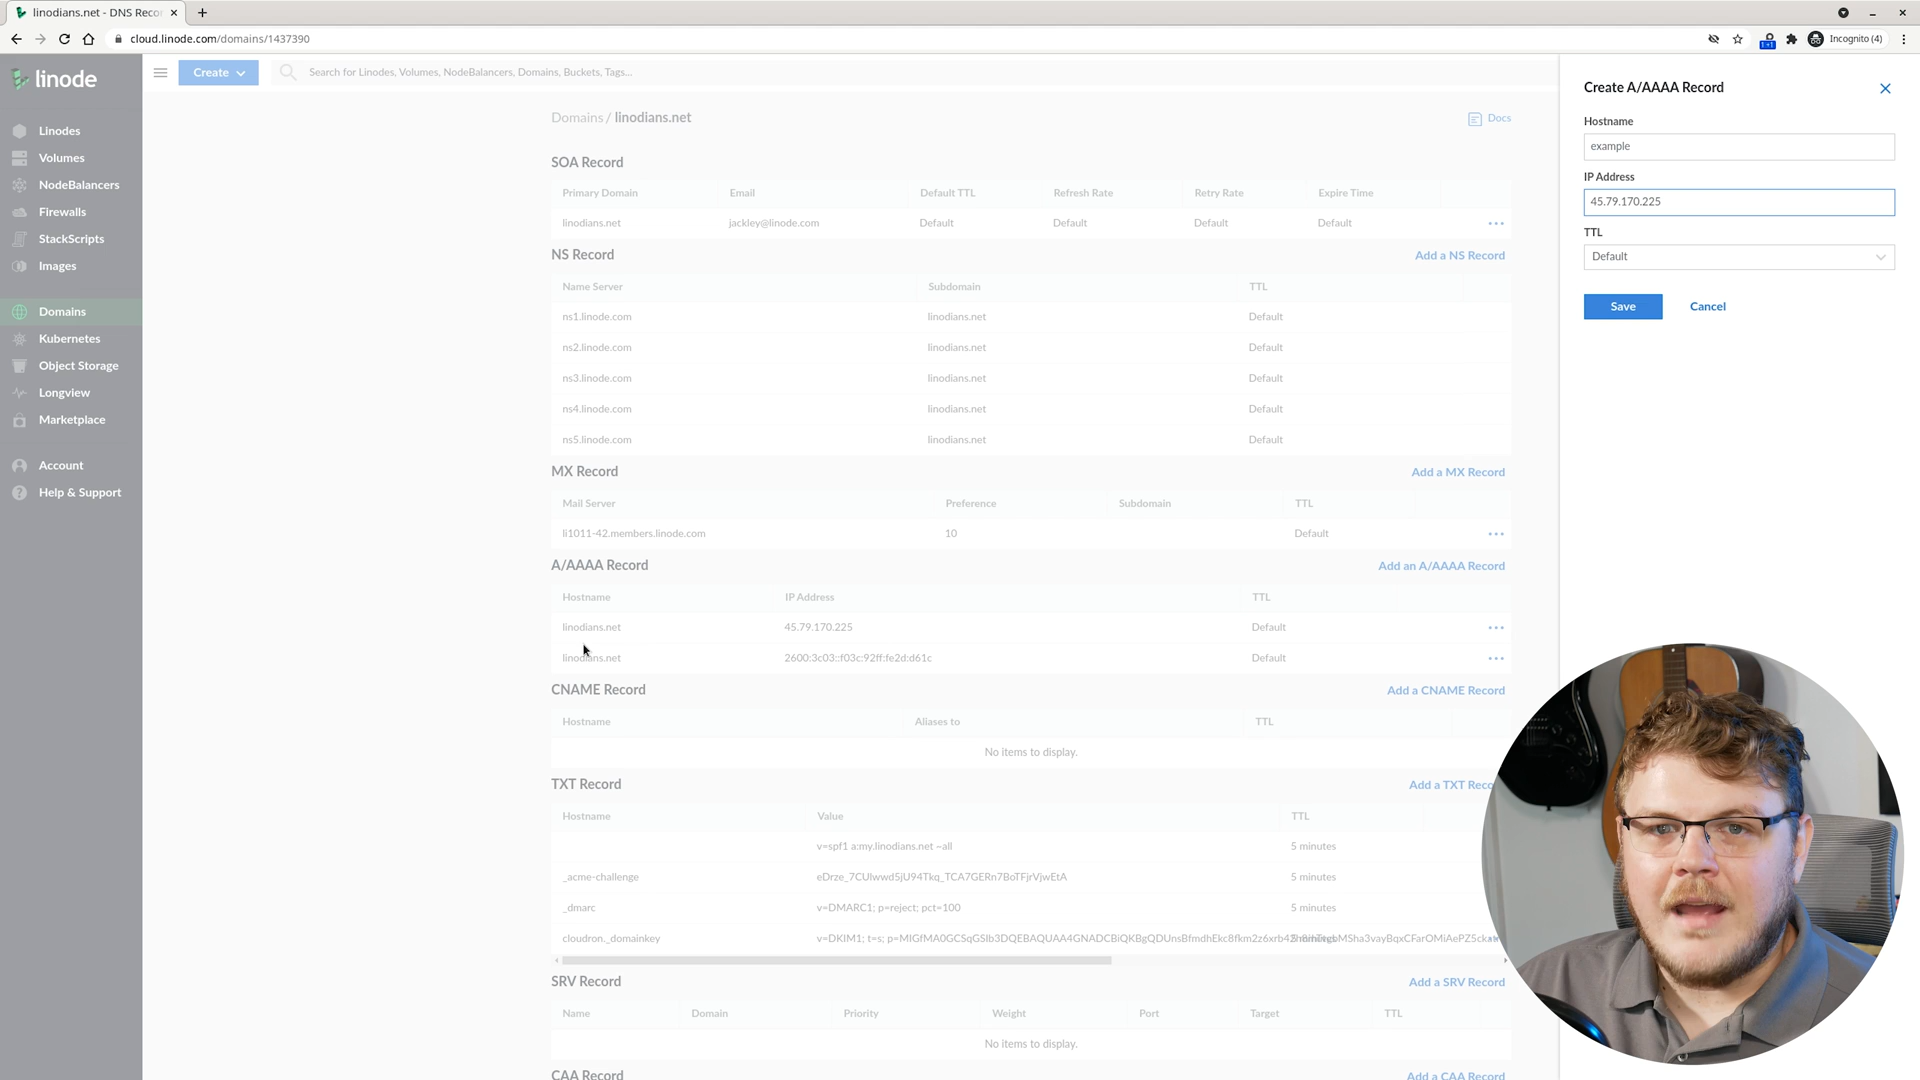 linodians.net - DNS Reco
cloud.linode.com/domains/1437390
Incognito (4)
linode
Create
Search for Linodes, Volumes, NodeBalancers, Domains, Buckets, Tags...
Linodes
Volumes
NodeBalancers
Firewalls
StackScripts
Images
Domains
Kubernetes
Object Storage
Longview
Marketplace
Account
Help & Support
Domains / linodians.net
Docs
SOA Record
Primary Domain Email Default TTL Refresh Rate Retry Rate Expire Time
linodians.net jackley@linode.com Default Default Default Default
NS Record Add a NS Record
Name Server Subdomain TTL
ns1.linode.com linodians.net Default
ns2.linode.com linodians.net Default
ns3.linode.com linodians.net Default
ns4.linode.com linodians.net Default
ns5.linode.com linodians.net Default
MX Record Add a MX Record
Mail Server Preference Subdomain TTL
li1011-42.members.linode.com 10 Default
A/AAAA Record Add an A/AAAA Record
Hostname IP Address TTL
linodians.net 45.79.170.225 Default
linodians.net 2600:3c03::f03c:92ff:fe2d:d61c Default
CNAME Record Add a CNAME Record
Hostname Aliases to TTL
No items to display.
TXT Record Add a TXT Reco
Hostname Value TTL
v=spf1 a:my.linodians.net ~all 5 minutes
_acme-challenge eDrze_7CUlwwd5jU94Tkq_TCA7GERn7BoTFjrVjwEtA 5 minutes
_dmarc v=DMARC1; p=reject; pct=100 5 minutes
cloudron._domainkey v=DKIM1; t=s;
SRV Record Add a SRV Record
Name Domain Priority Weight Port Target TTL
No items to display.
CAA Record Add a CAA Record
Create A/AAAA Record
Hostname
example
IP Address
45.79.170.225
TTL
Default
Save Cancel